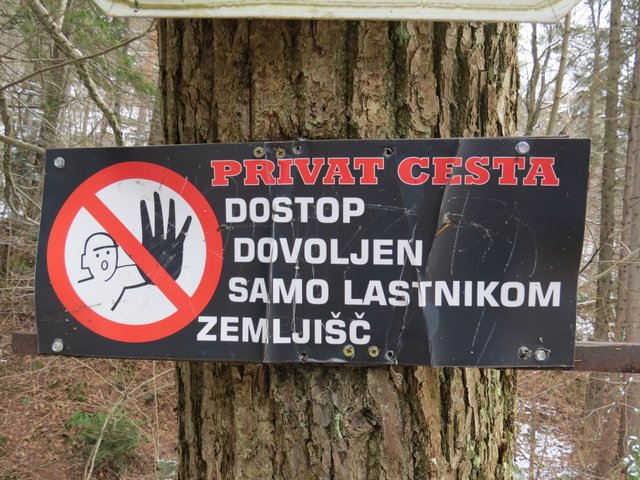 PRIVAT CESTA
DOSTOP
DOVOLJEN
SAMO LASTNIKOM
ZEMLJIŠČ